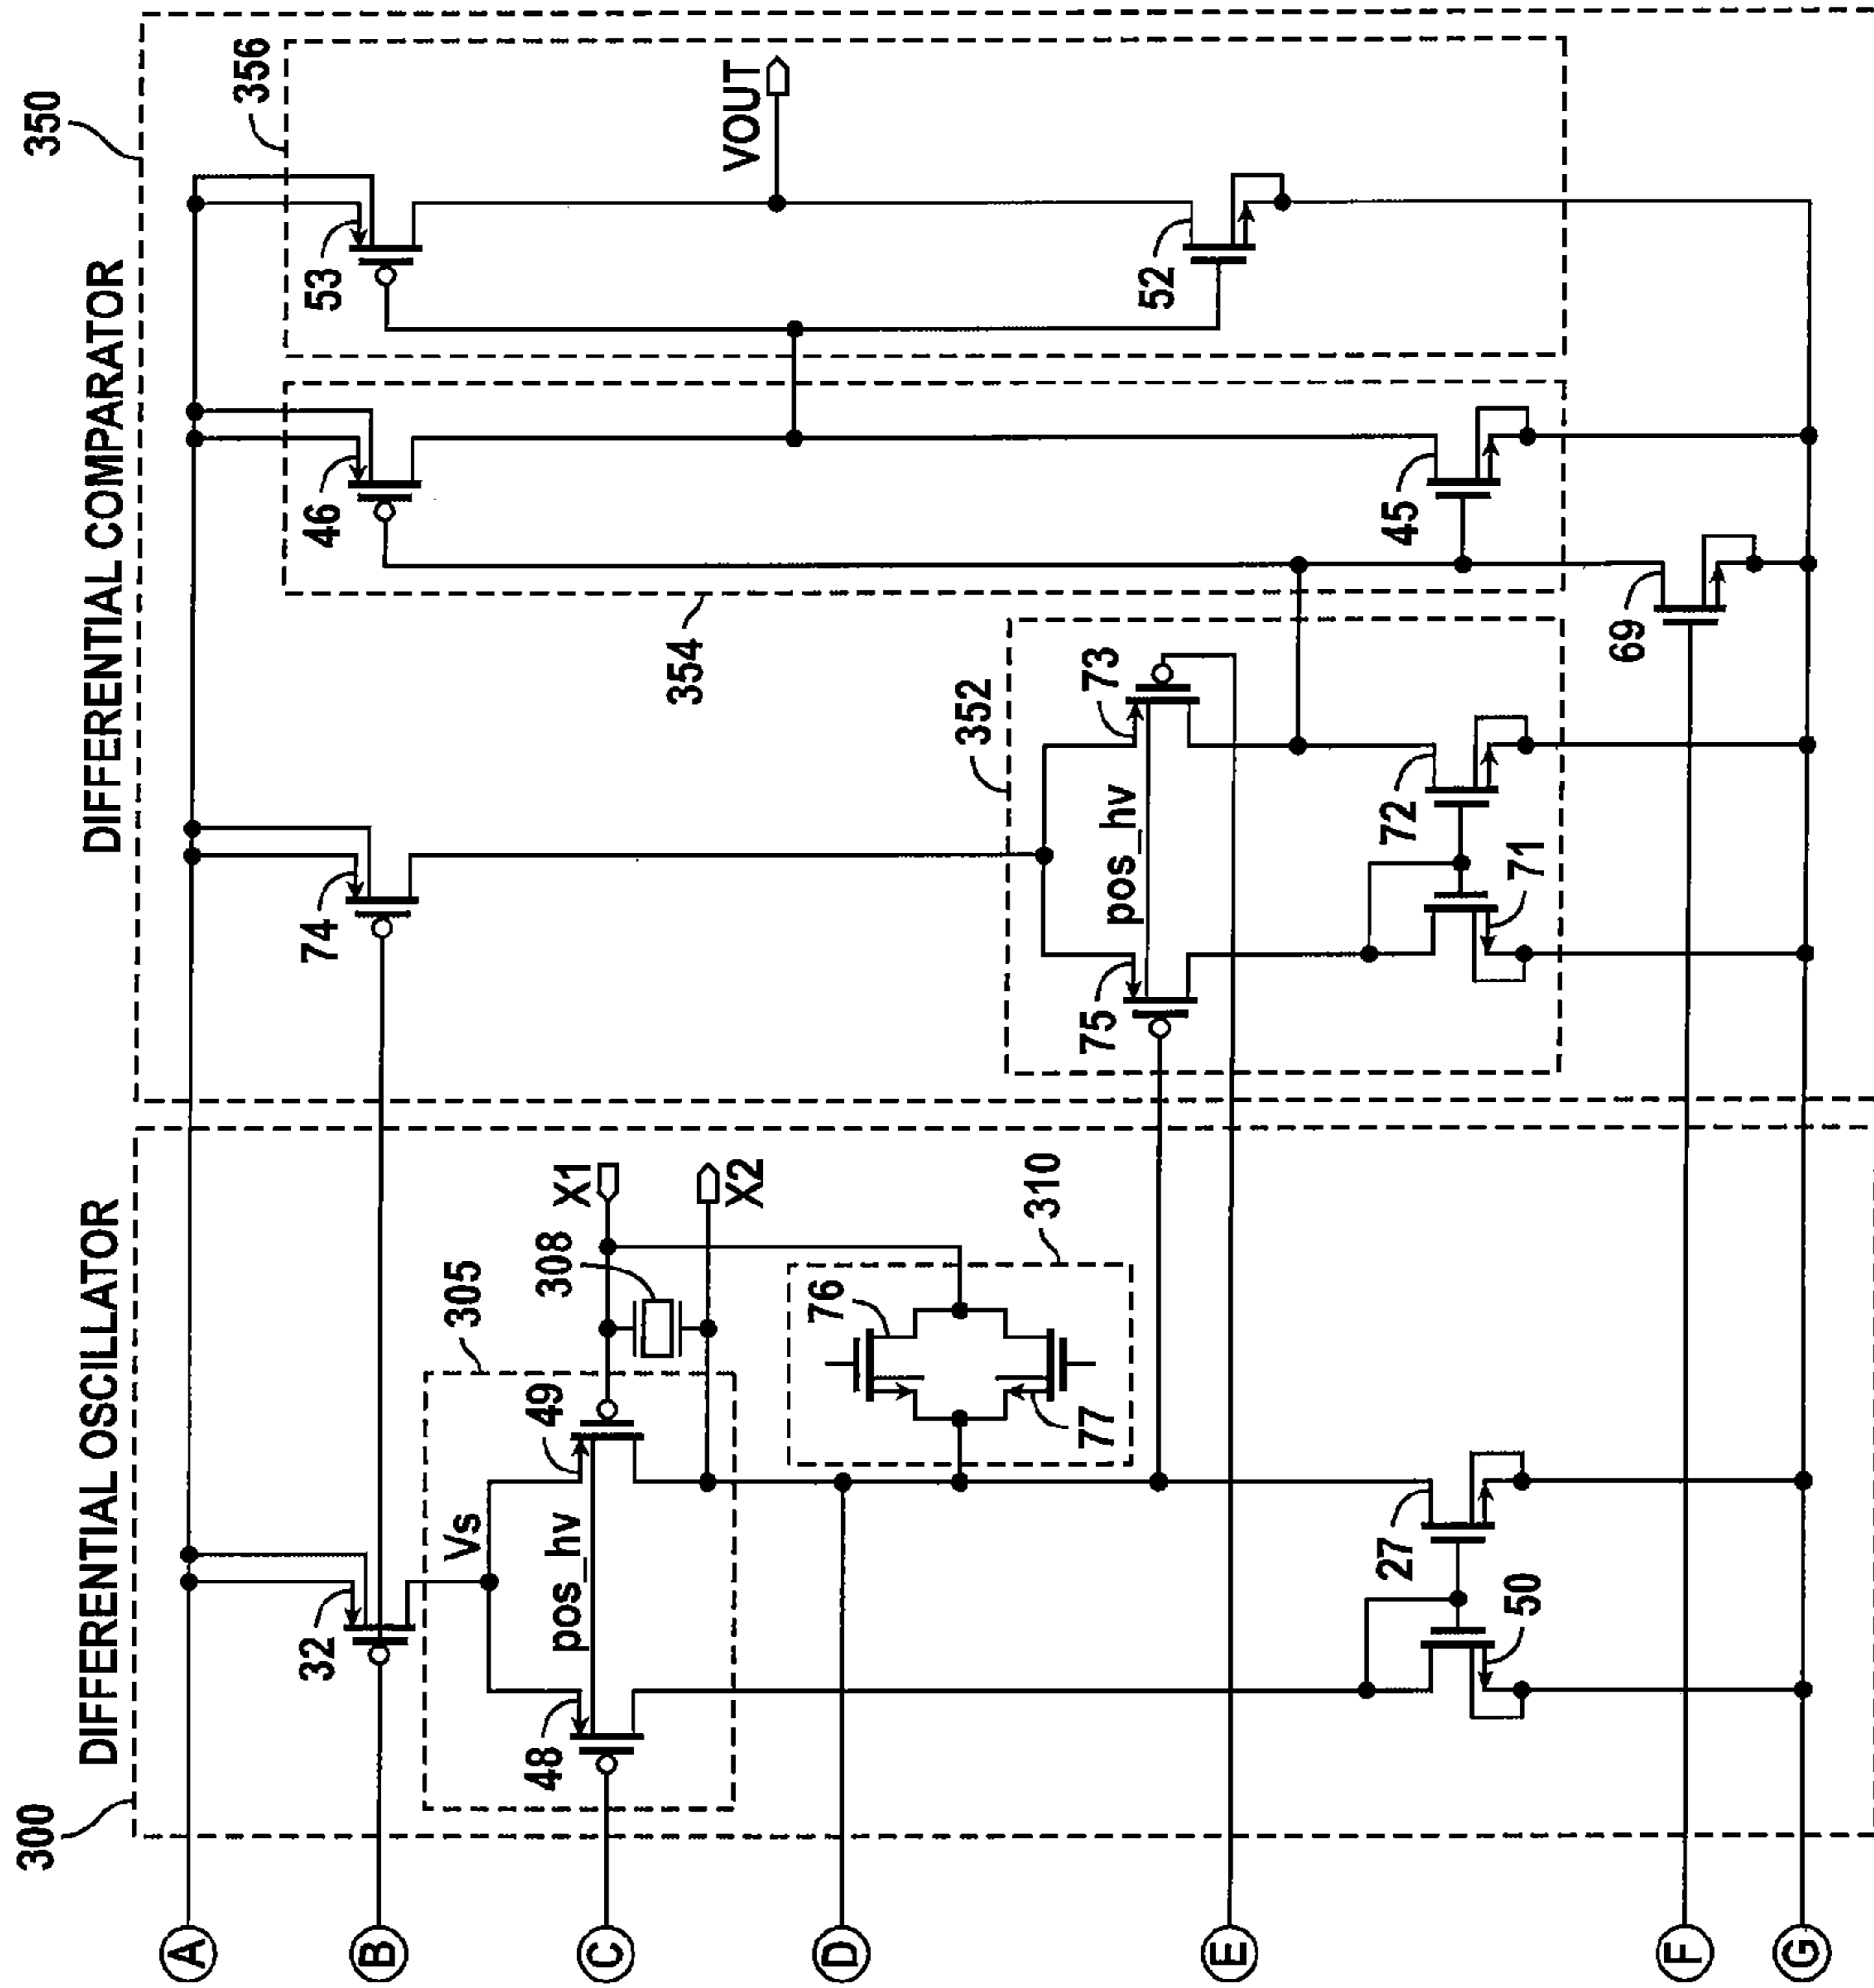 300
DIFFERENTIAL OSCILLATOR
DIFFERENTIAL COMPARATOR
350
A
B
C
D
E
F
G
32
Vs
305
48
pos_hv
49
308
X1
X2
76
77
310
50
27
74
352
75
pos_hv
73
71
72
354
46
45
69
356
53
VOUT
52